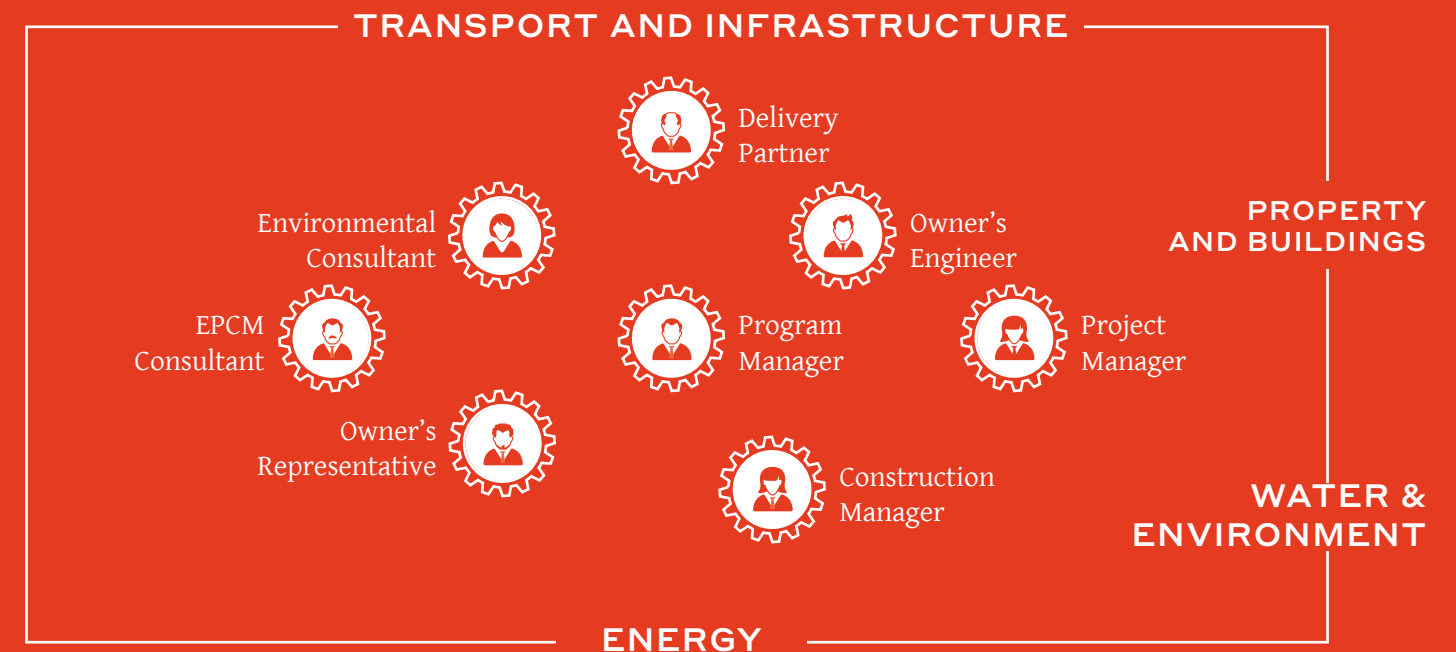 TRANSPORT AND INFRASTRUCTURE
Delivery
Partner
Environmental
Consultant
Owner’s
Engineer
PROPERTY
AND BUILDINGS
EPCM
Consultant
Program
Manager
Project
Manager
Owner’s
Representative
Construction
Manager
WATER &
ENVIRONMENT
ENERGY